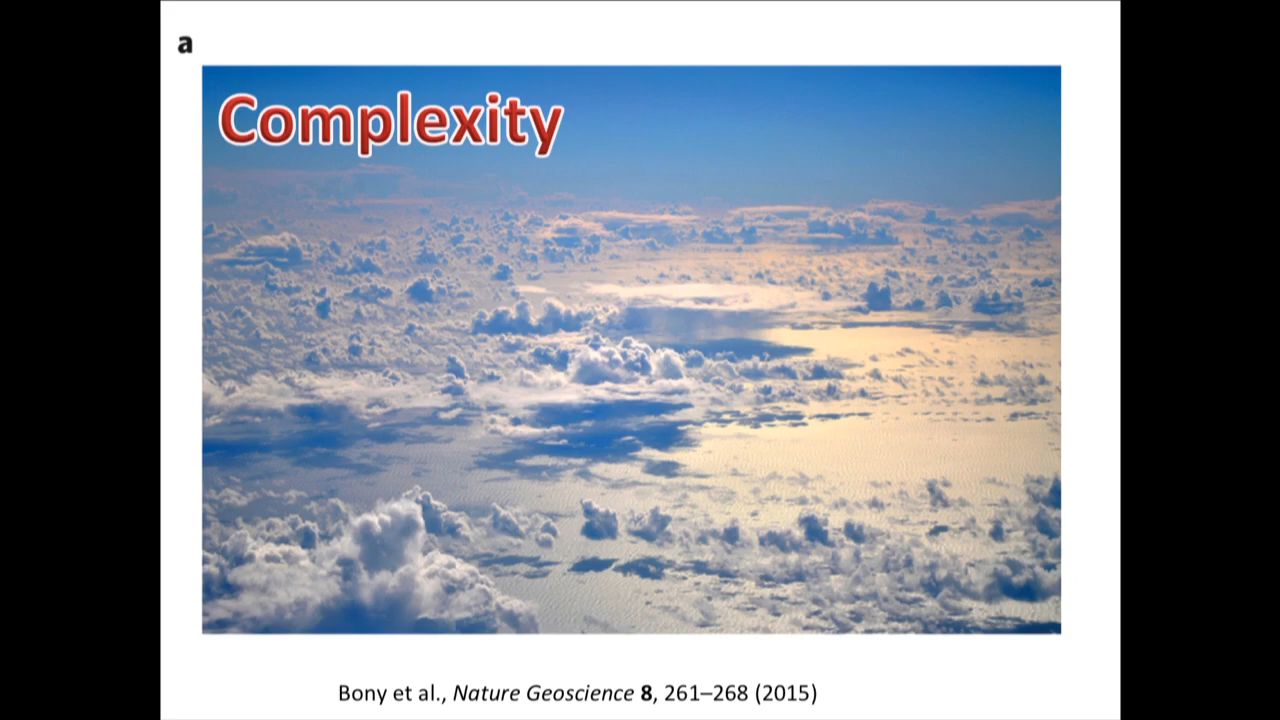 a
Complexity
Bony et al., Nature Geoscience 8, 261–268 (2015)